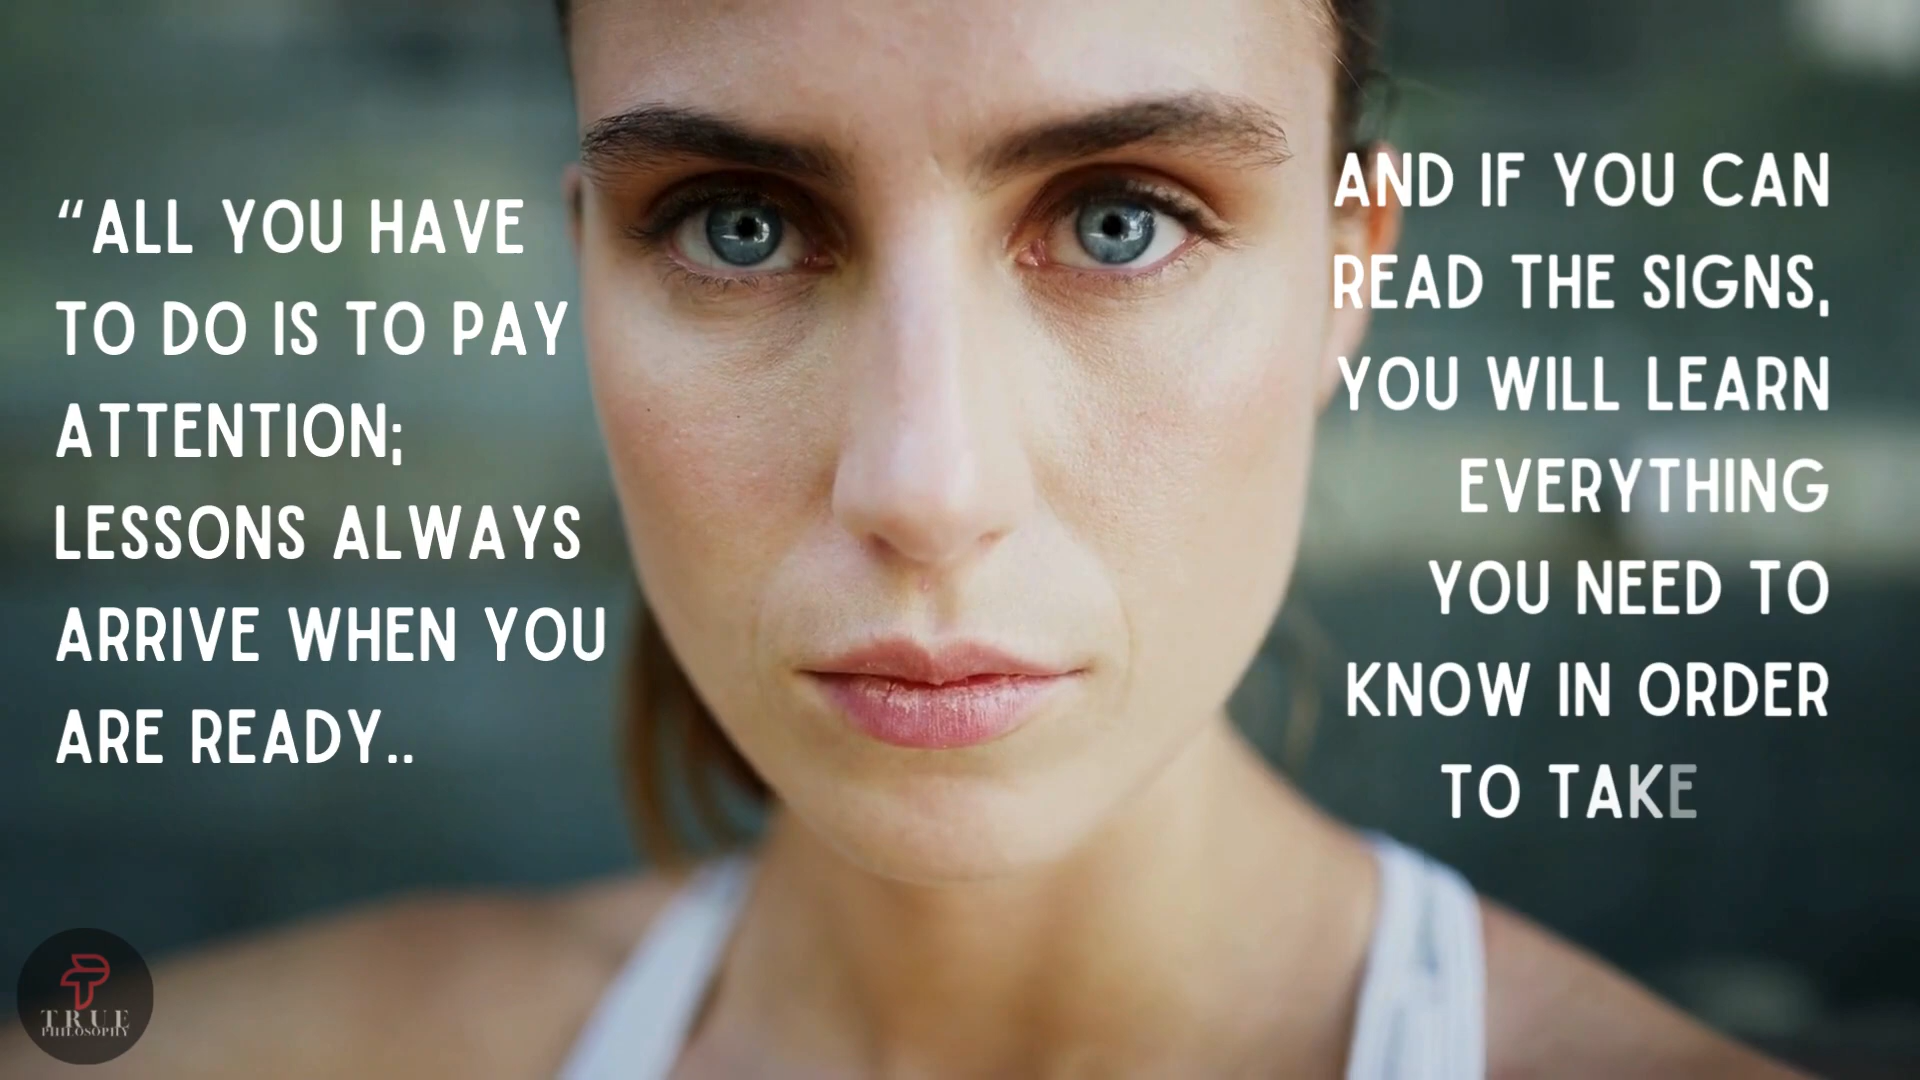 “ALL YOU HAVE
TO DO IS TO PAY
ATTENTION;
LESSONS ALWAYS
ARRIVE WHEN YOU
ARE READY..
AND IF YOU CAN
READ THE SIGNS,
YOU WILL LEARN
EVERYTHING
YOU NEED TO
KNOW IN ORDER
TO TAKE
TRUE
PHILOSOPHY